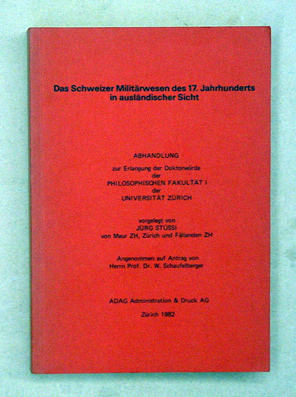 Das Schweizer Militärwesen des 17. Jahrhunderts
in ausländischer Sicht
ABHANDLUNG
zur Erlangung der Doktorwürde
der
PHILOSOPHISCHEN FAKULTÄT I
der
UNIVERSITÄT ZÜRICH
vorgelegt von
JÜRG STÜSSI
von Maur ZH, Zürich und Fällanden ZH
Angenommen auf Antrag von
Herrn Prof. Dr. W. Schaufelberger
ADAG Administration & Druck AG
Zürich 1982